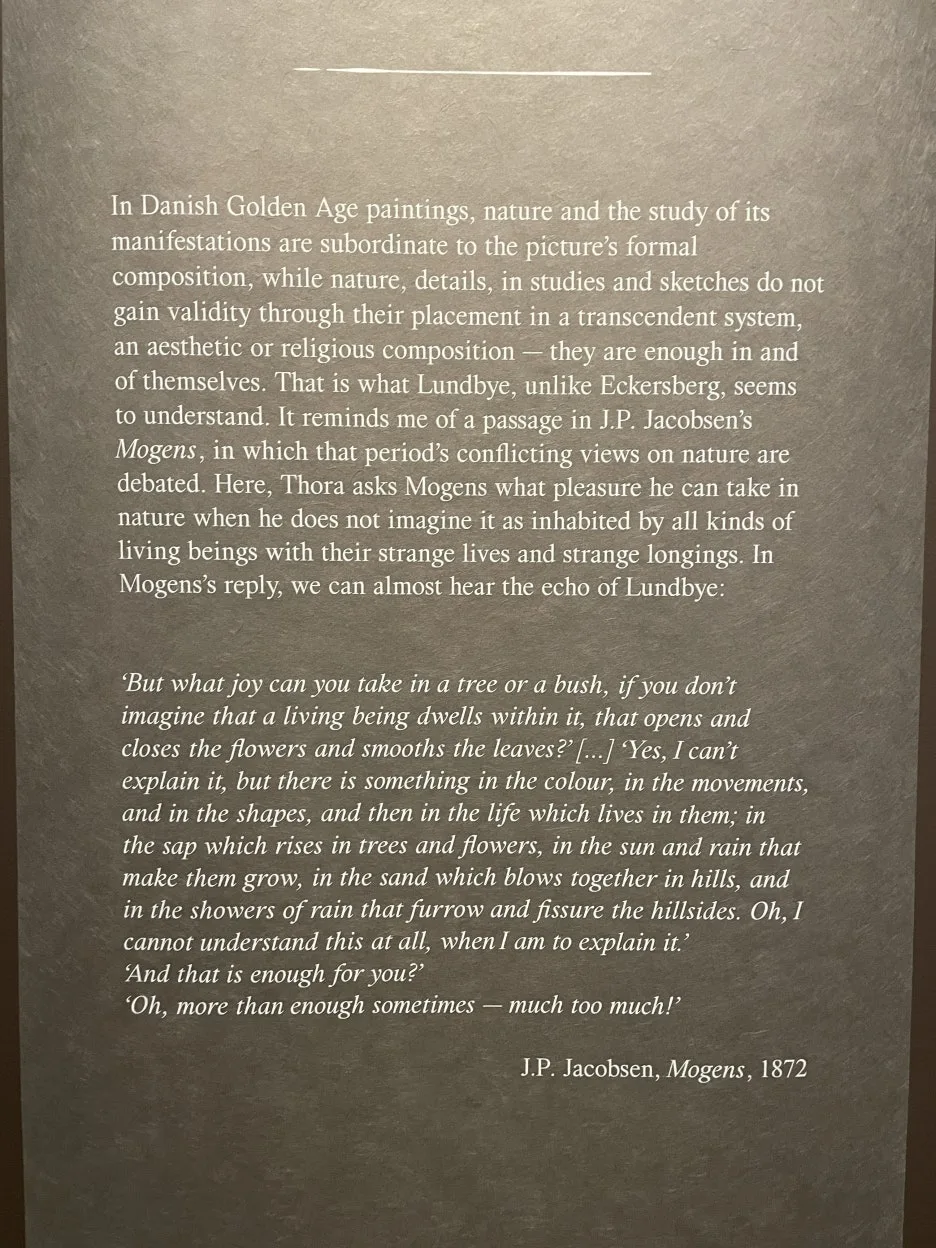 In Danish Golden Age paintings, nature and the study of its
manifestations are subordinate to the picture’s formal
composition, while nature, details, in studies and sketches do not
gain validity through their placement in a transcendent system,
an aesthetic or religious composition — they are enough in and
of themselves. That is what Lundbye, unlike Eckersberg, seems
to understand. It reminds me of a passage in J.P. Jacobsen’s
Mogens, in which that period’s conflicting views on nature are
debated. Here, Thora asks Mogens what pleasure he can take in
nature when he does not imagine it as inhabited by all kinds of
living beings with their strange lives and strange longings. In
Mogens’s reply, we can almost hear the echo of Lundbye:
‘But what joy can you take in a tree or a bush, if you don’t
imagine that a living being dwells within it, that opens and
closes the flowers and smooths the leaves?’ [...] ‘Yes, I can’t
explain it, but there is something in the colour, in the movements,
and in the shapes, and then in the life which lives in them; in
the sap which rises in trees and flowers, in the sun and rain that
make them grow, in the sand which blows together in hills, and
in the showers of rain that furrow and fissure the hillsides. Oh, I
cannot understand this at all, when I am to explain it.’
‘And that is enough for you?’
‘Oh, more than enough sometimes — much too much!’
J.P. Jacobsen, Mogens, 1872